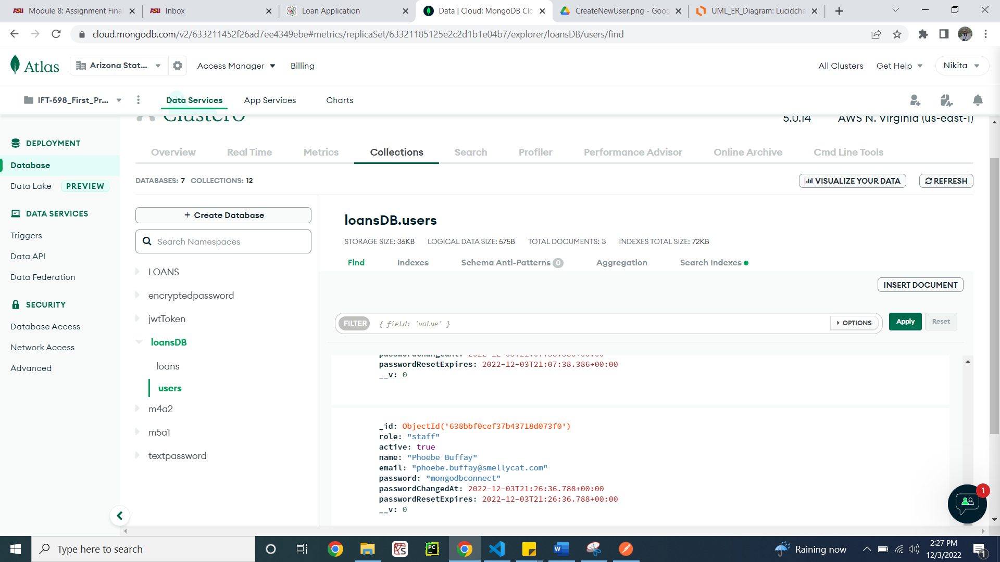 Module 8: Assignment Final
Inbox
Loan Application
Data | Cloud: MongoDB Clo
CreateNewUser.png - Goog
UML_ER_Diagram: Lucidcha
cloud.mongodb.com/v2/633211452f26ad7ee4349ebe#metrics/replicaSet/63321185125e2c2d1b1e04b7/explorer/loansDB/users/find
Atlas
Arizona Stat...
Access Manager
Billing
All Clusters
Get Help
Nikita
IFT-598_First_Pr...
Data Services
App Services
Charts
Cluster0
5.0.14
AWS N. Virginia (us-east-1)
DEPLOYMENT
Database
Data Lake PREVIEW
DATA SERVICES
Triggers
Data API
Data Federation
SECURITY
Database Access
Network Access
Advanced
Overview
Real Time
Metrics
Collections
Search
Profiler
Performance Advisor
Online Archive
Cmd Line Tools
DATABASES: 7 COLLECTIONS: 12
VISUALIZE YOUR DATA
REFRESH
+ Create Database
Search Namespaces
LOANS
encryptedpassword
jwtToken
loansDB
loans
users
m4a2
m5a1
textpassword
loansDB.users
STORAGE SIZE: 36KB LOGICAL DATA SIZE: 575B TOTAL DOCUMENTS: 3 INDEXES TOTAL SIZE: 72KB
Find
Indexes
Schema Anti-Patterns 0
Aggregation
Search Indexes
INSERT DOCUMENT
FILTER { field: 'value' }
OPTIONS
Apply
Reset
passwordChangedAt: 2022-12-03T21:07:38.386+00:00
passwordResetExpires: 2022-12-03T21:07:38.386+00:00
__v: 0
_id: ObjectId('638bbf0cef37b43718d073f0')
role: "staff"
active: true
name: "Phoebe Buffay"
email: "phoebe.buffay@smellycat.com"
password: "mongodbconnect"
passwordChangedAt: 2022-12-03T21:26:36.788+00:00
passwordResetExpires: 2022-12-03T21:26:36.788+00:00
__v: 0
1
Type here to search
Raining now
2:27 PM
12/3/2022
1